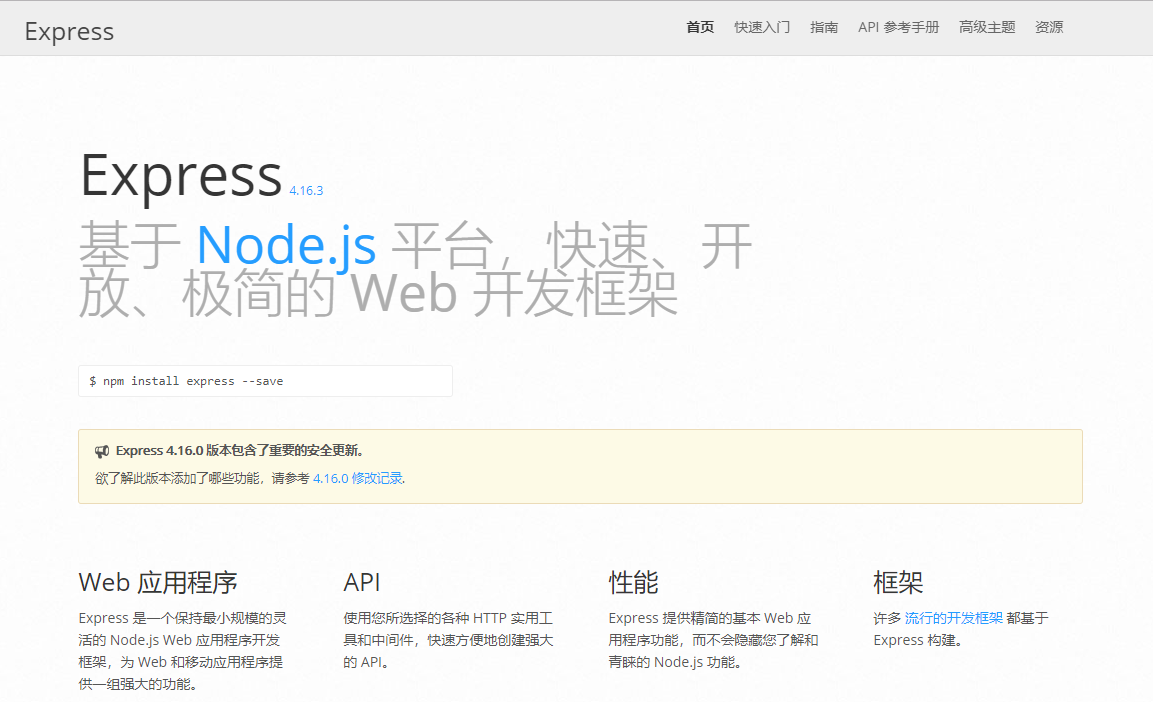 Express
首页 快速入门 指南 API 参考手册 高级主题 资源
Express 4.16.3
基于 Node.js 平台，快速、开
放、极简的 Web 开发框架
$ npm install express --save
Express 4.16.0 版本包含了重要的安全更新。
欲了解此版本添加了哪些功能，请参考 4.16.0 修改记录.
Web 应用程序
Express 是一个保持最小规模的灵
活的 Node.js Web 应用程序开发
框架，为 Web 和移动应用程序提
供一组强大的功能。
API
使用您所选择的各种 HTTP 实用工
具和中间件，快速方便地创建强大
的 API。
性能
Express 提供精简的基本 Web 应
用程序功能，而不会隐藏您了解和
青睐的 Node.js 功能。
框架
许多 流行的开发框架 都基于
Express 构建。